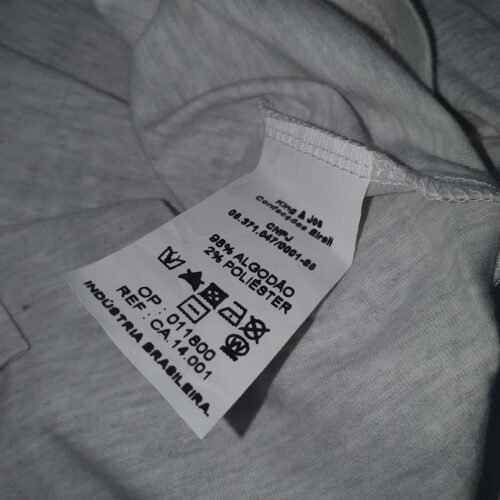 King & Joe
Confecções Eireli
CNPJ
08.371.047/0001-88
98% ALGODÃO
2% POLIÉSTER
OP : 011800
REF : CA.14.001
INDÚSTRIA BRASILEIRA.